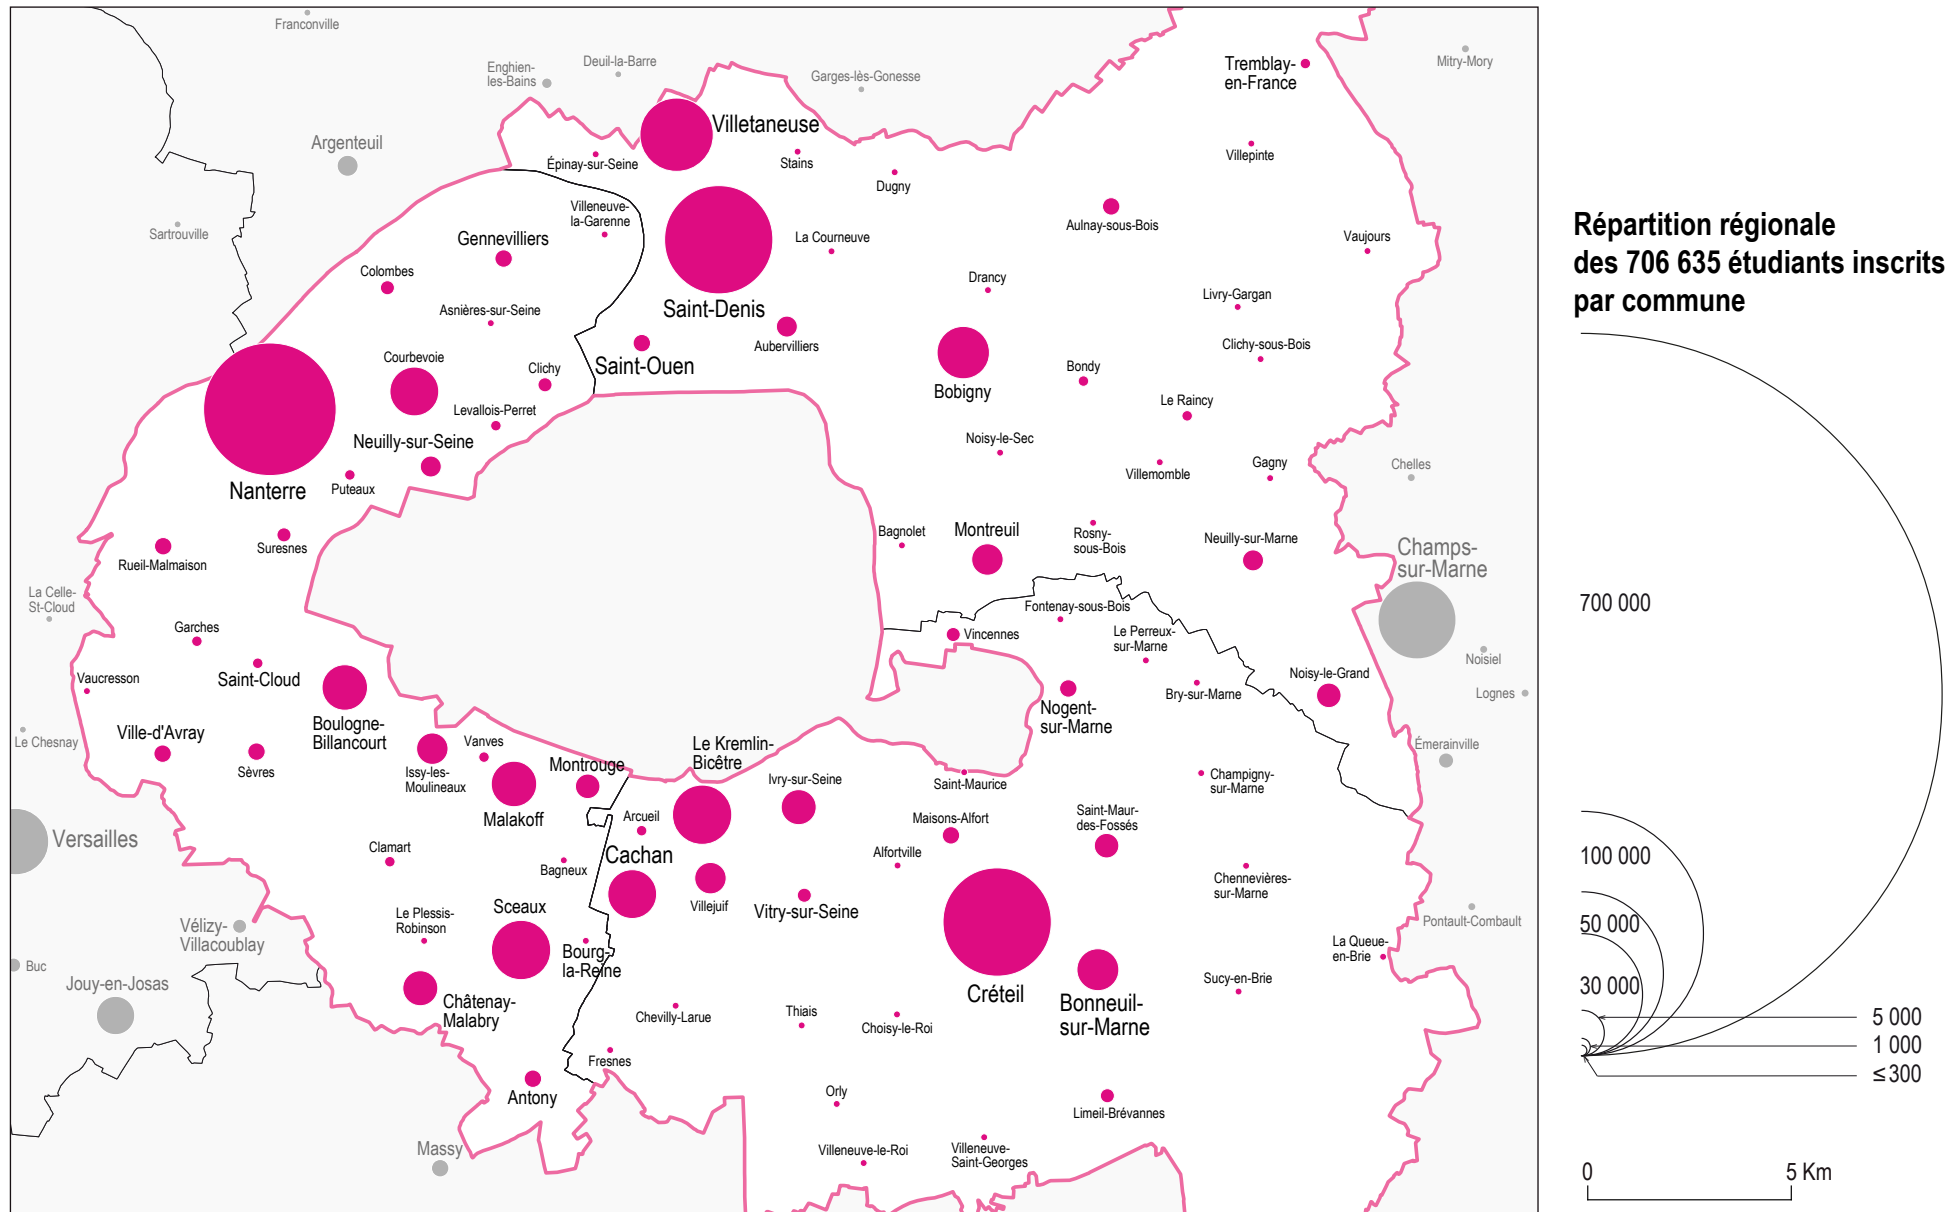 Franconville
Enghien-
les-Bains
Deuil-la-Barre
Garges-lès-Gonesse
Tremblay-
en-France
Mitry-Mory
Argenteuil
Villetaneuse
Épinay-sur-Seine
Stains
Villepinte
Dugny
Sartrouville
Villeneuve-
la-Garenne
Gennevilliers
La Courneuve
Aulnay-sous-Bois
Vaujours
Colombes
Drancy
Asnières-sur-Seine
Saint-Denis
Livry-Gargan
Courbevoie
Clichy
Saint-Ouen
Aubervilliers
Clichy-sous-Bois
Bobigny
Bondy
Levallois-Perret
Le Raincy
Neuilly-sur-Seine
Noisy-le-Sec
Nanterre
Puteaux
Villemomble
Gagny
Chelles
Rueil-Malmaison
Suresnes
Bagnolet
Montreuil
Rosny-
sous-Bois
Neuilly-sur-Marne
Champs-
sur-Marne
La Celle-
St-Cloud
Fontenay-sous-Bois
Garches
Vincennes
Le Perreux-
sur-Marne
Vaucresson
Saint-Cloud
Noisy-le-Grand
Noisiel
Bry-sur-Marne
Lognes
Boulogne-
Billancourt
Nogent-
sur-Marne
Ville-d'Avray
Le Chesnay
Sèvres
Issy-les-
Moulineaux
Vanves
Montrouge
Le Kremlin-
Bicêtre
Ivry-sur-Seine
Saint-Maurice
Champigny-
sur-Marne
Émerainville
Malakoff
Arcueil
Maisons-Alfort
Saint-Maur-
des-Fossés
Versailles
Clamart
Bagneux
Cachan
Alfortville
Chennevières-
sur-Marne
Villejuif
Vitry-sur-Seine
Le Plessis-
Robinson
Sceaux
Vélizy-
Villacoublay
Pontault-Combault
Bourg-
la-Reine
La Queue-
en-Brie
Buc
Jouy-en-Josas
Châtenay-
Malabry
Créteil
Bonneuil-
sur-Marne
Sucy-en-Brie
Chevilly-Larue
Thiais
Choisy-le-Roi
Fresnes
Antony
Orly
Limeil-Brévannes
Massy
Villeneuve-le-Roi
Villeneuve-
Saint-Georges
Répartition régionale
des 706 635 étudiants inscrits
par commune
700 000
100 000
50 000
30 000
5 000
1 000
≤ 300
0 5 Km